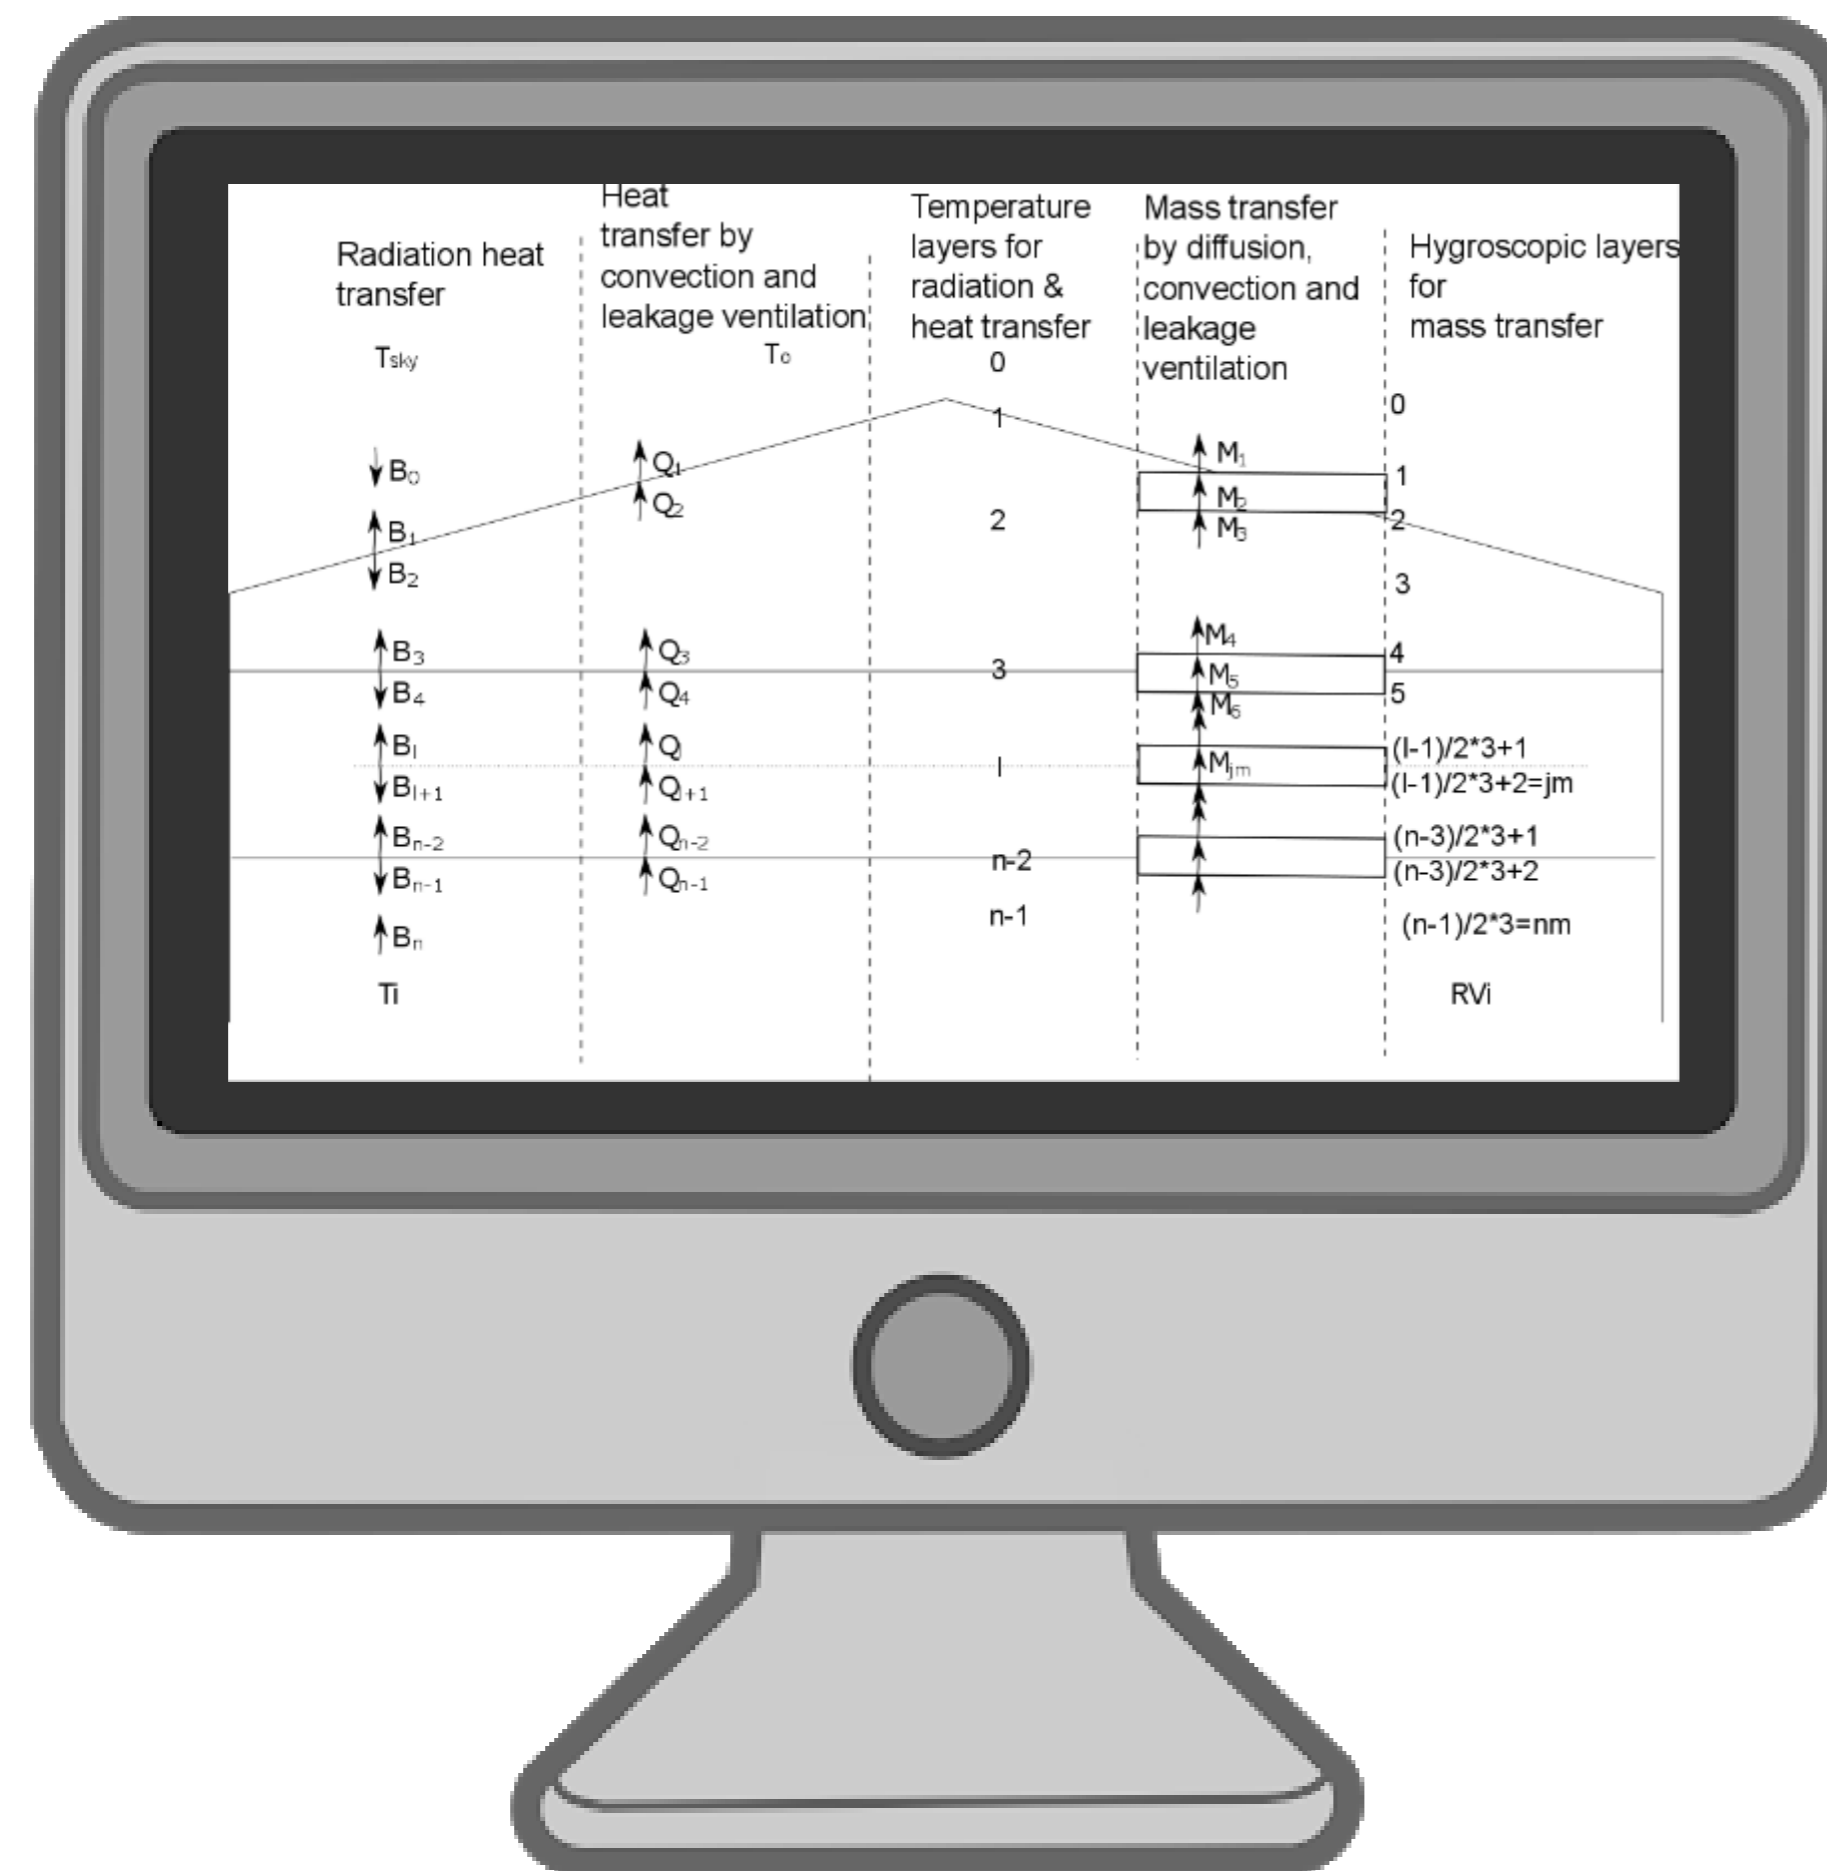 Radiation heat
transfer
Tsky
B0
B1
B2
B3
B4
Bl
Bl+1
Bn-2
Bn-1
Bn
Ti
Heat
transfer by
convection and
leakage ventilation
To
Q1
Q2
Q3
Q4
Ql
Ql+1
Qn-2
Qn-1
Temperature
layers for
radiation &
heat transfer
0
1
2
3
l
n-2
n-1
Mass transfer
by diffusion,
convection and
leakage
ventilation
M1
M2
M3
M4
M5
M6
Mjm
Hygroscopic layers
for
mass transfer
0
1
2
3
4
5
(l-1)/2*3+1
(l-1)/2*3+2=jm
(n-3)/2*3+1
(n-3)/2*3+2
(n-1)/2*3=nm
RVi